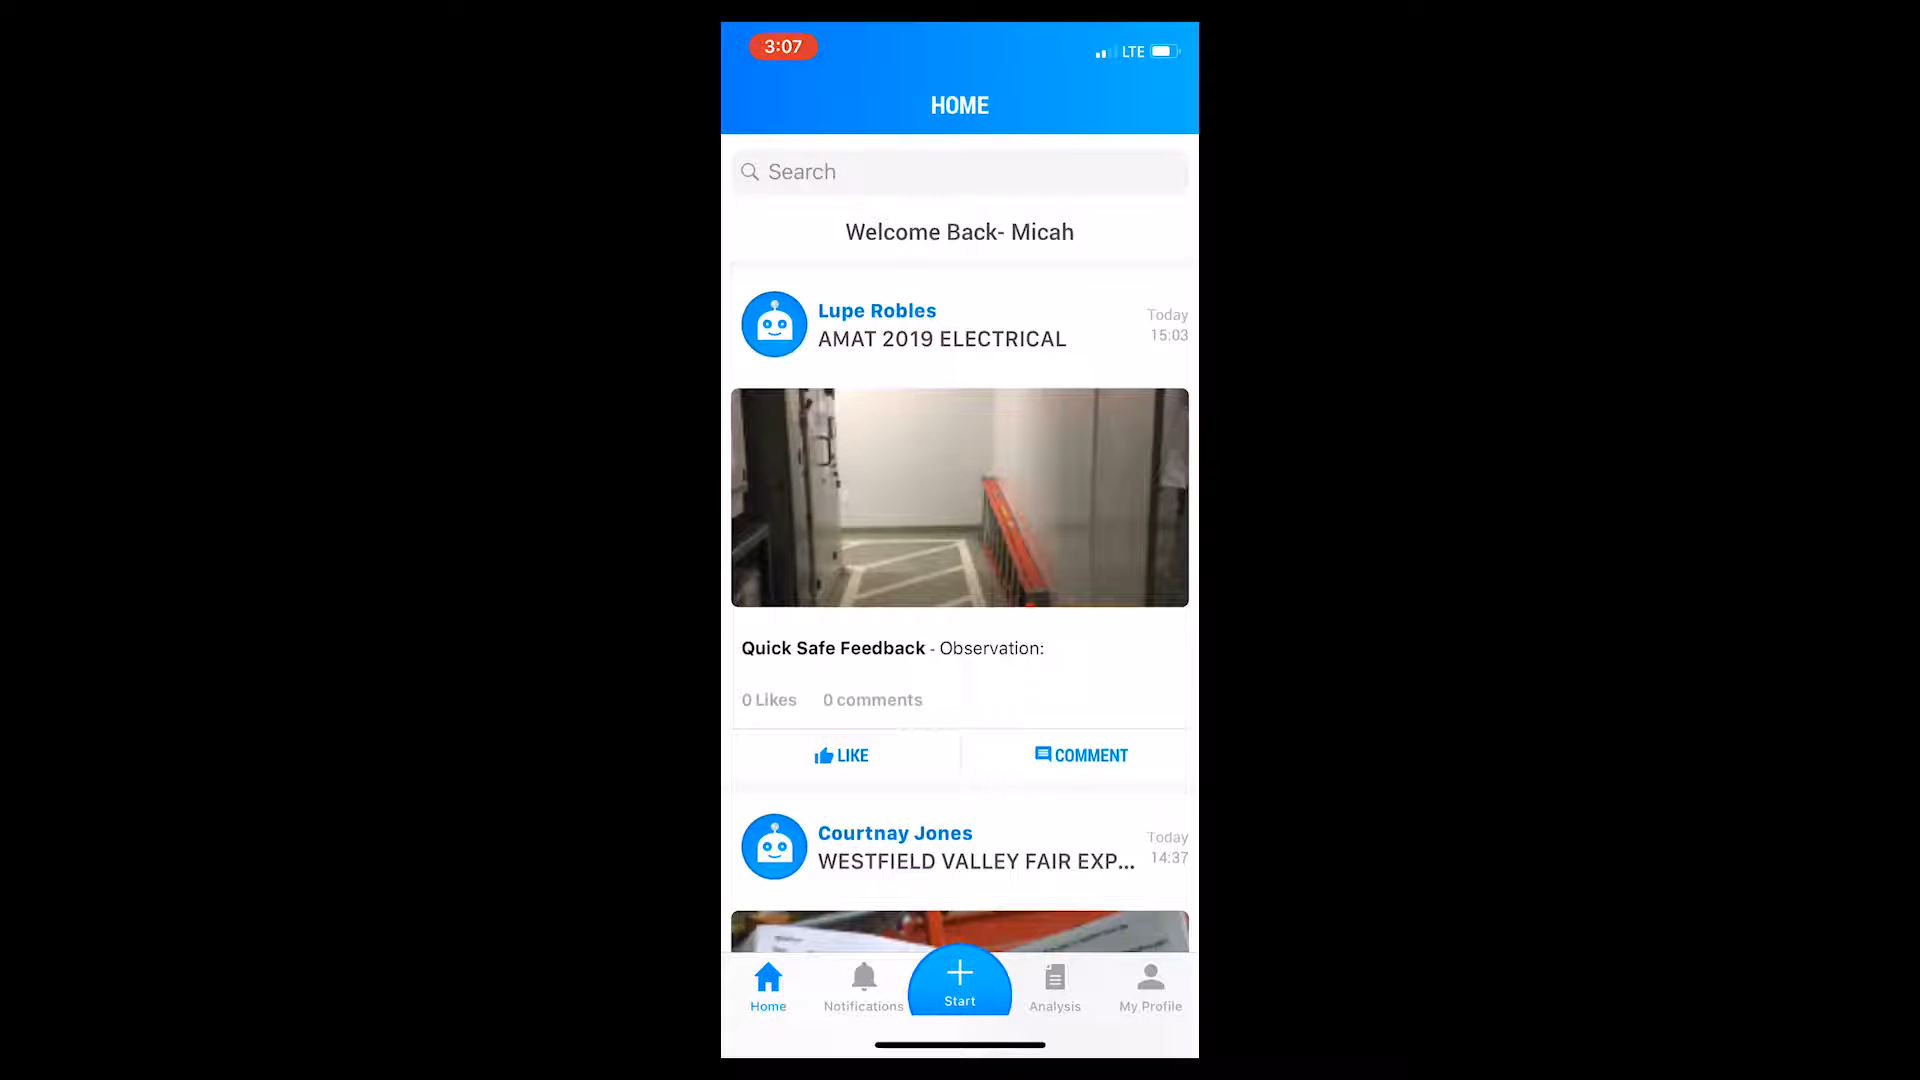 3:07
LTE
HOME
Search
Welcome Back- Micah
Lupe Robles
Today
AMAT 2019 ELECTRICAL
15:03
Quick Safe Feedback - Observation:
0 Likes 0 comments
LIKE COMMENT
Courtnay Jones
Today
WESTFIELD VALLEY FAIR EXP...
14:37
Home Notifications Start Analysis My Profile